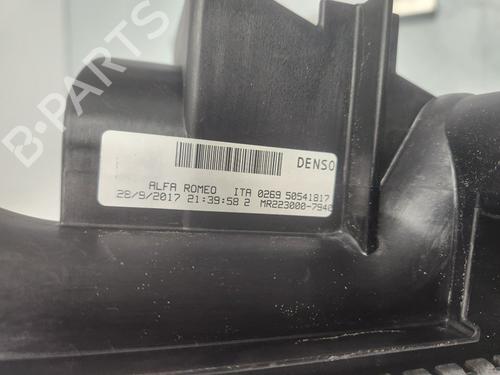 B-PARTS
DENSO
ALFA ROMEO ITA 0269 50541817
28/9/2017 21:39:58 2 MR223000-7940